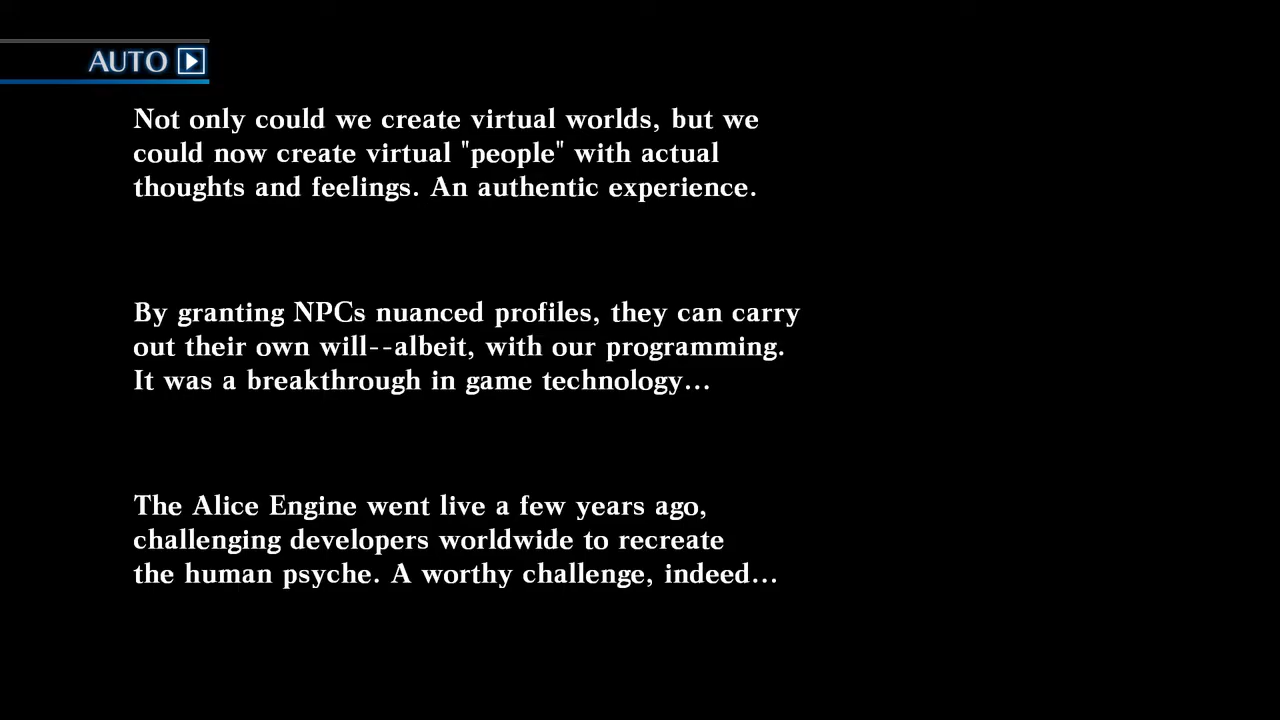 AUTO
Not only could we create virtual worlds, but we
could now create virtual "people" with actual
thoughts and feelings. An authentic experience.
By granting NPCs nuanced profiles, they can carry
out their own will--albeit, with our programming.
It was a breakthrough in game technology...
The Alice Engine went live a few years ago,
challenging developers worldwide to recreate
the human psyche. A worthy challenge, indeed...